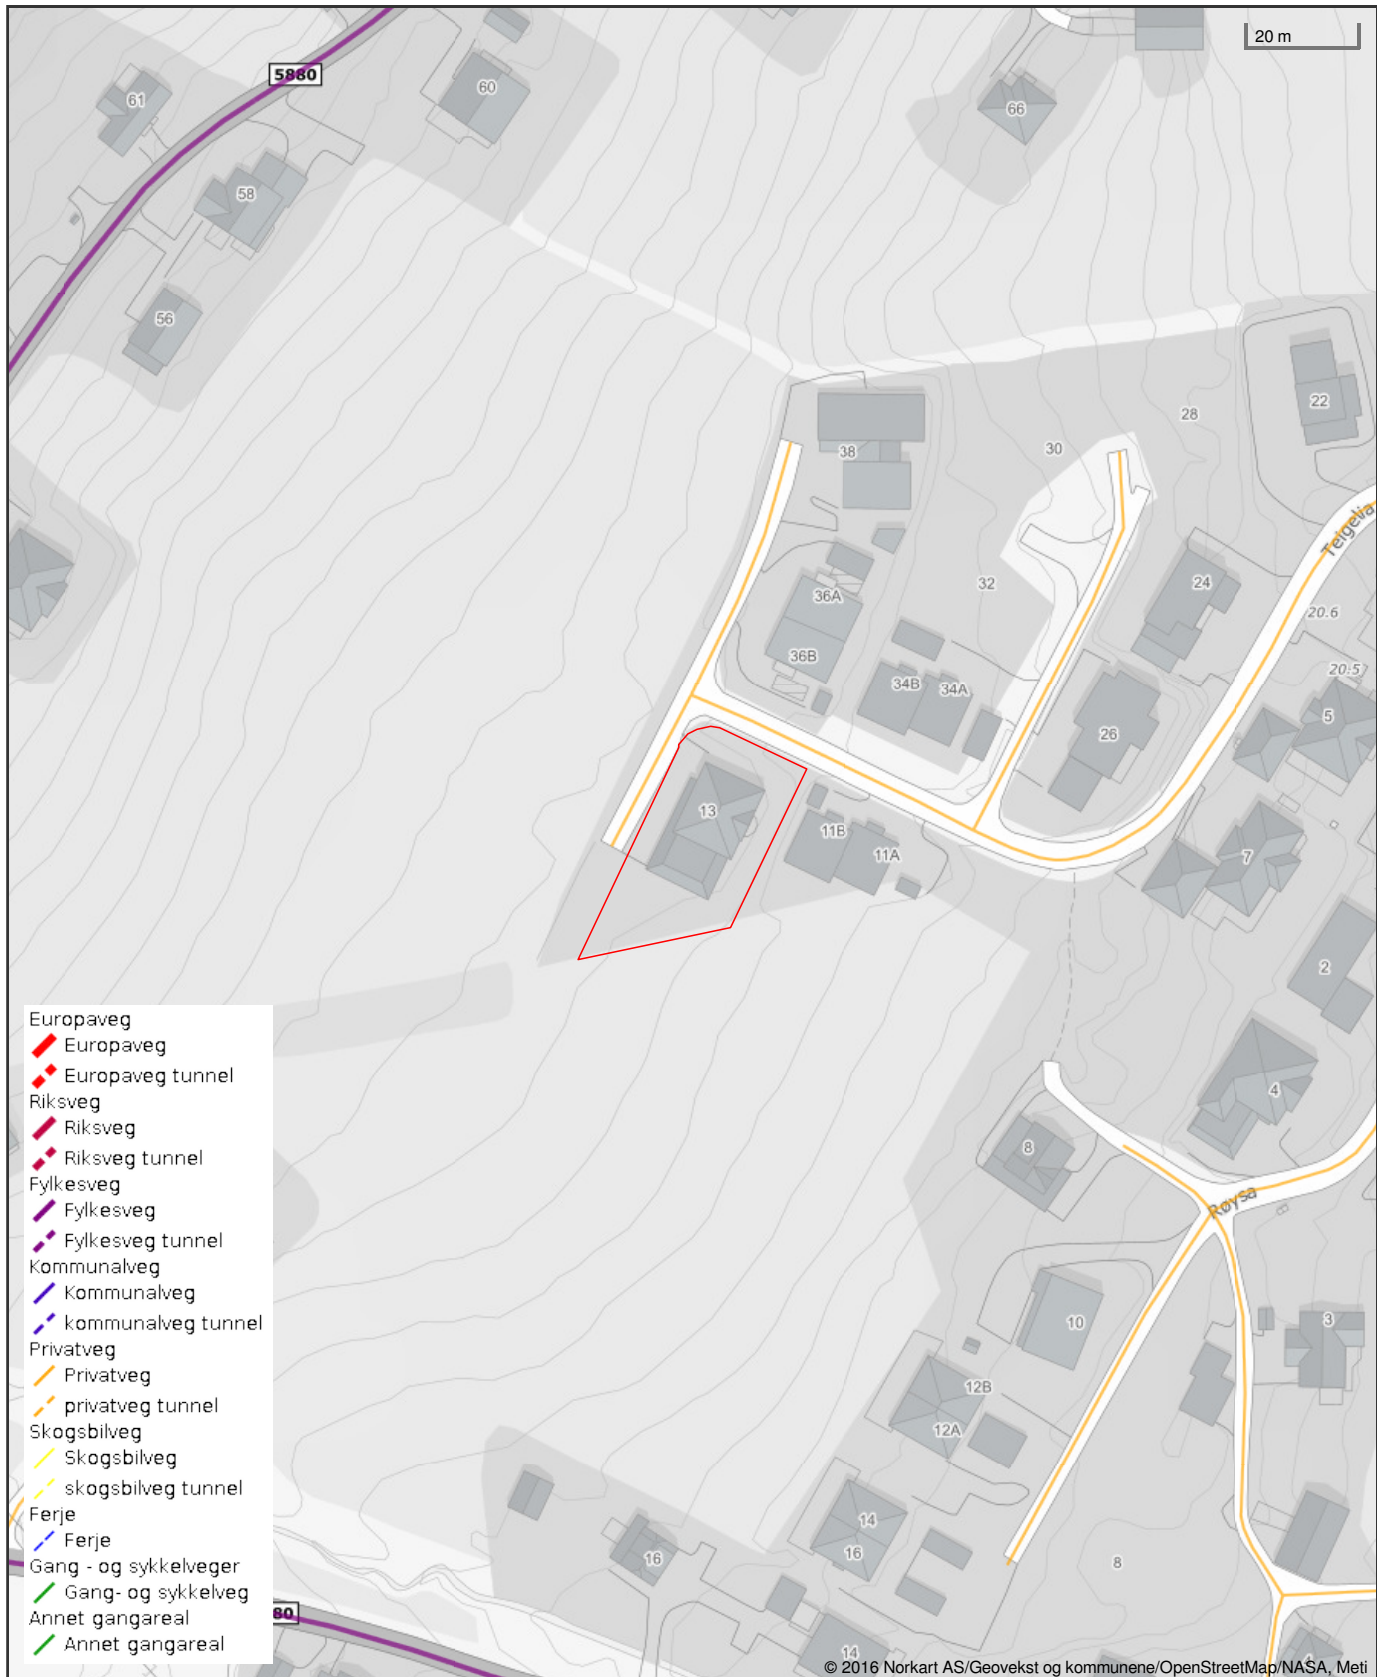 20 m
5880
61
60
66
58
56
22
28
38
30
Teigelia
24
32
36A
20.6
36B
20.5
34B
34A
5
26
13
11B
11A
7
2
4
8
Røysa
10
3
12B
12A
14
16
16
8
14
80
4
Europaveg
Europaveg
Europaveg tunnel
Riksveg
Riksveg
Riksveg tunnel
Fylkesveg
Fylkesveg
Fylkesveg tunnel
Kommunalveg
Kommunalveg
kommunalveg tunnel
Privatveg
Privatveg
privatveg tunnel
Skogsbilveg
Skogsbilveg
skogsbilveg tunnel
Ferje
Ferje
Gang - og sykkelveger
Gang- og sykkelveg
Annet gangareal
Annet gangareal
© 2016 Norkart AS/Geovekst og kommunene/OpenStreetMap/NASA, Meti